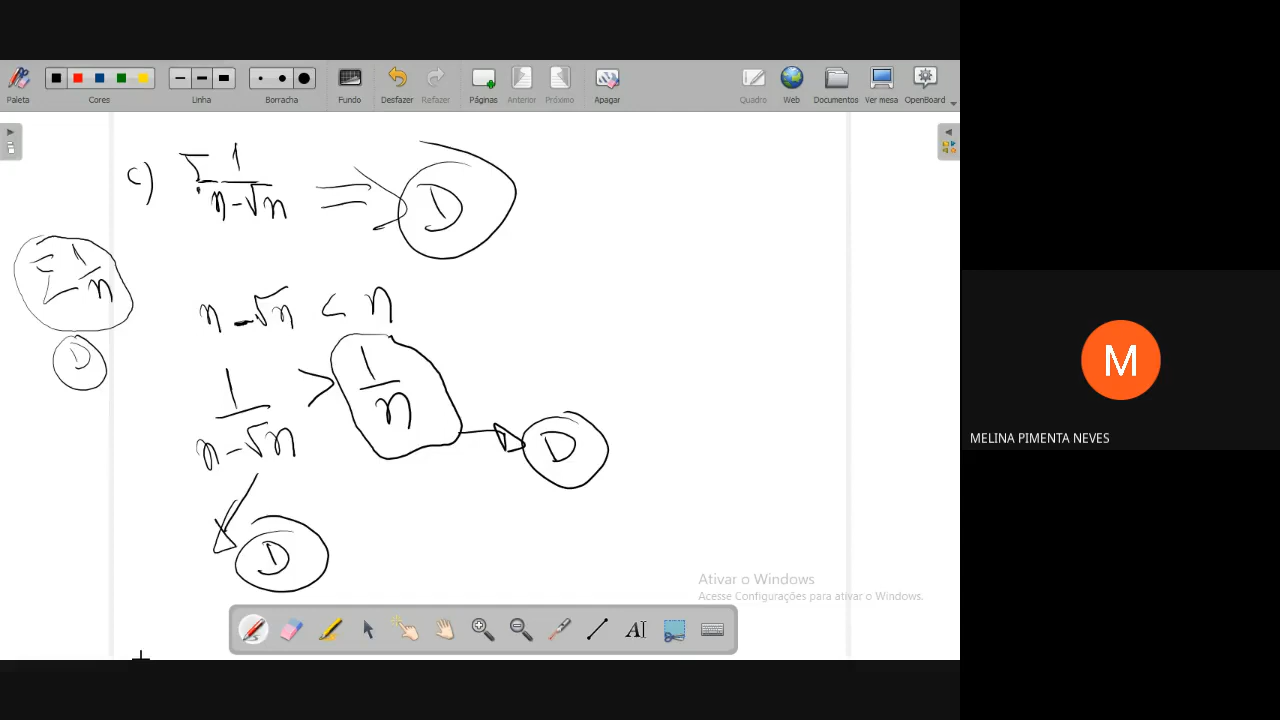 Paleta Cores Linha Borracha Fundo Desfazer Refazer Páginas Anterior Próximo Apagar Quadro Web Documentos Ver mesa OpenBoard
c) Σ 1/(n-√n) ⇒ D
Σ 1/n
D
n-√n < n
1/(n-√n) > 1/n → D
D
M
MELINA PIMENTA NEVES
Ativar o Windows
Acesse Configurações para ativar o Windows.
AI